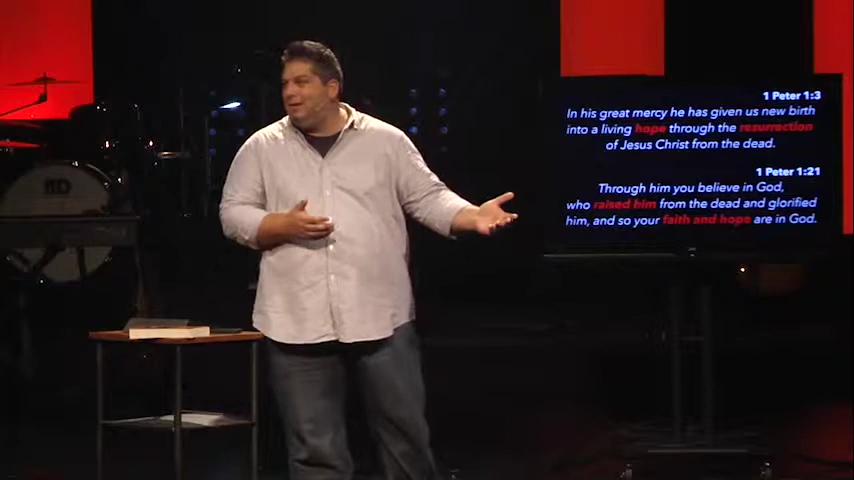 1 Peter 1:3
In his great mercy he has given us new birth
into a living hope through the resurrection
of Jesus Christ from the dead.
1 Peter 1:21
Through him you believe in God,
who raised him from the dead and glorified
him, and so your faith and hope are in God.